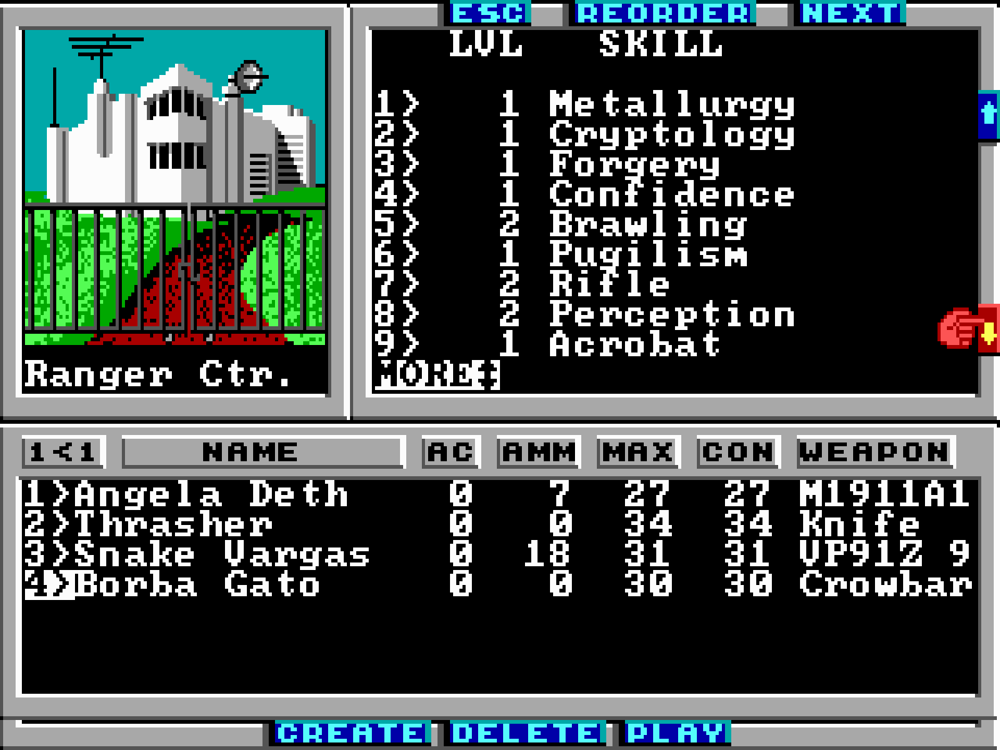 ESC REORDER NEXT
LVL SKILL
1> 1 Metallurgy
2> 1 Cryptology
3> 1 Forgery
4> 1 Confidence
5> 2 Brawling
6> 1 Pugilism
7> 2 Rifle
8> 2 Perception
9> 1 Acrobat
MORE↕
Ranger Ctr.
1<1 NAME AC AMM MAX CON WEAPON
1>Angela Deth 0 7 27 27 M1911A1
2>Thrasher 0 0 34 34 Knife
3>Snake Vargas 0 18 31 31 VP91Z 9
4>Borba Gato 0 0 30 30 Crowbar
CREATE DELETE PLAY